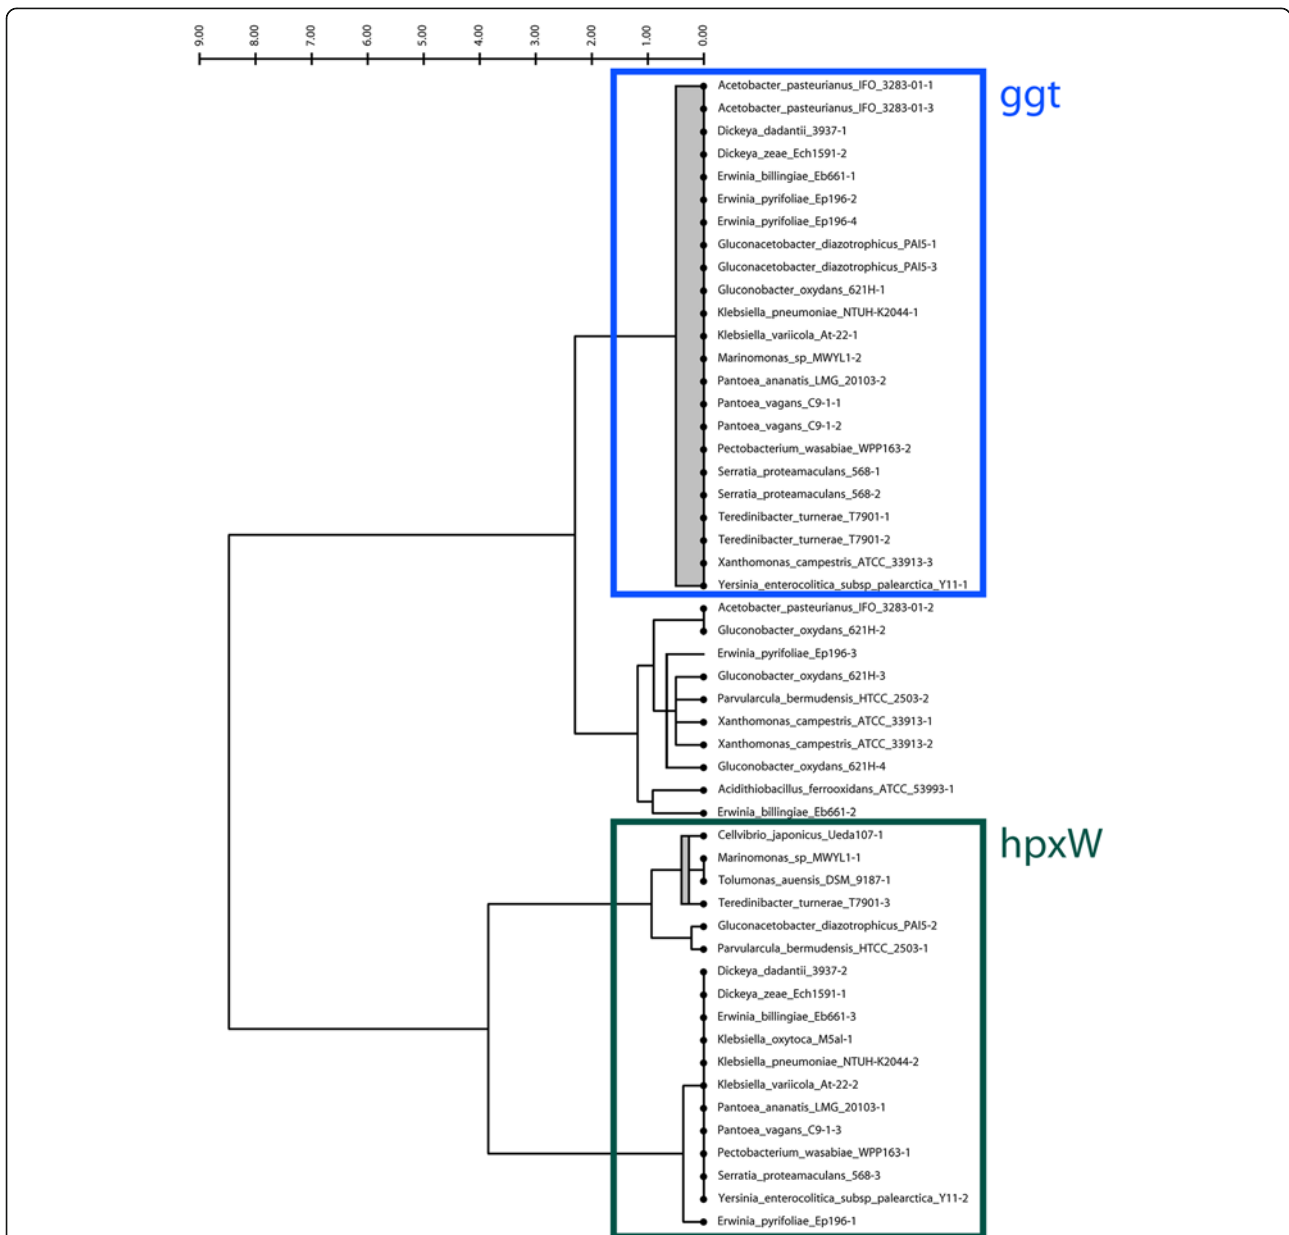 9.00 8.00 7.00 6.00 5.00 4.00 3.00 2.00 1.00 0.00
ggt
Acetobacter_pasteurianus_IFO_3283-01-1
Acetobacter_pasteurianus_IFO_3283-01-3
Dickeya_dadantii_3937-1
Dickeya_zeae_Ech1591-2
Erwinia_billingiae_Eb661-1
Erwinia_pyrifoliae_Ep196-2
Erwinia_pyrifoliae_Ep196-4
Gluconacetobacter_diazotrophicus_PAl5-1
Gluconacetobacter_diazotrophicus_PAl5-3
Gluconobacter_oxydans_621H-1
Klebsiella_pneumoniae_NTUH-K2044-1
Klebsiella_variicola_At-22-1
Marinomonas_sp_MWYL1-2
Pantoea_ananatis_LMG_20103-2
Pantoea_vagans_C9-1-1
Pantoea_vagans_C9-1-2
Pectobacterium_wasabiae_WPP163-2
Serratia_proteamaculans_568-1
Serratia_proteamaculans_568-2
Teredinibacter_turnerae_T7901-1
Teredinibacter_turnerae_T7901-2
Xanthomonas_campestris_ATCC_33913-3
Yersinia_enterocolitica_subsp_palearctica_Y11-1
Acetobacter_pasteurianus_IFO_3283-01-2
Gluconobacter_oxydans_621H-2
Erwinia_pyrifoliae_Ep196-3
Gluconobacter_oxydans_621H-3
Parvularcula_bermudensis_HTCC_2503-2
Xanthomonas_campestris_ATCC_33913-1
Xanthomonas_campestris_ATCC_33913-2
Gluconobacter_oxydans_621H-4
Acidithiobacillus_ferrooxidans_ATCC_53993-1
Erwinia_billingiae_Eb661-2
hpxW
Cellvibrio_japonicus_Ueda107-1
Marinomonas_sp_MWYL1-1
Tolumonas_auensis_DSM_9187-1
Teredinibacter_turnerae_T7901-3
Gluconacetobacter_diazotrophicus_PAl5-2
Parvularcula_bermudensis_HTCC_2503-1
Dickeya_dadantii_3937-2
Dickeya_zeae_Ech1591-1
Erwinia_billingiae_Eb661-3
Klebsiella_oxytoca_M5al-1
Klebsiella_pneumoniae_NTUH-K2044-2
Klebsiella_variicola_At-22-2
Pantoea_ananatis_LMG_20103-1
Pantoea_vagans_C9-1-3
Pectobacterium_wasabiae_WPP163-1
Serratia_proteamaculans_568-3
Yersinia_enterocolitica_subsp_palearctica_Y11-2
Erwinia_pyrifoliae_Ep196-1